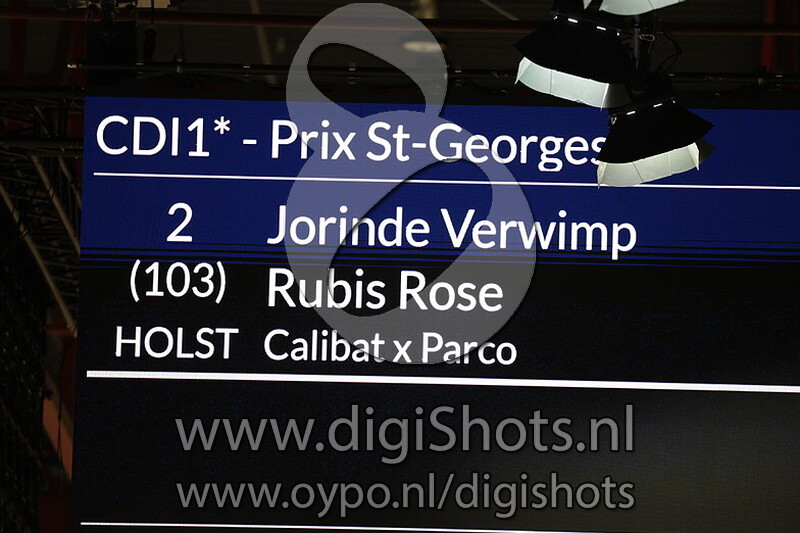 CDI1* - Prix St-Georges
2 Jorinde Verwimp
(103) Rubis Rose
HOLST Calibat x Parco
www.digiShots.nl
www.oypo.nl/digishots